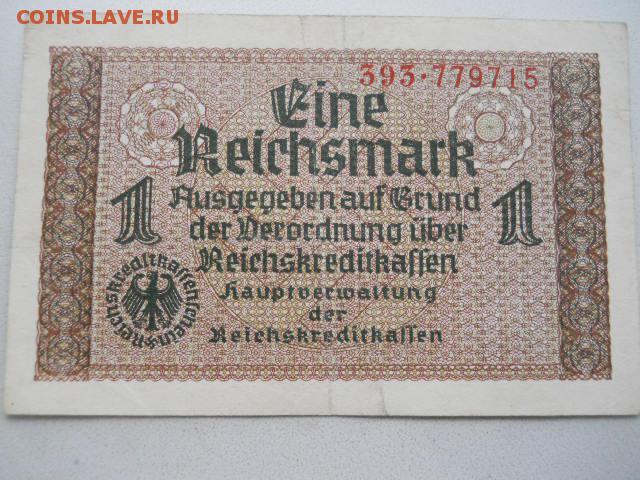 COINS.LAVE.RU
393·779715
Eine
Reichsmark
1 Ausgegeben auf Grund 1
der Verordnung über
Reichskreditkaſſen
Hauptverwaltung
der
Reichskreditkaſſen
Reichskreditkassenschein